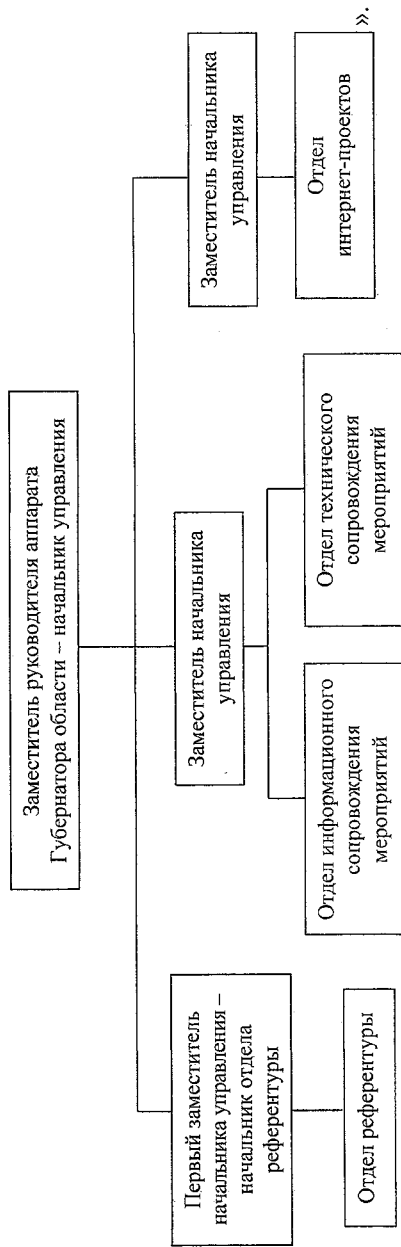 Заместитель руководителя аппарата
Губернатора области – начальник управления
Первый заместитель
начальника управления –
начальник отдела
референтуры
Заместитель начальника
управления
Заместитель начальника
управления
Отдел референтуры
Отдел информационного
сопровождения
мероприятий
Отдел технического
сопровождения
мероприятий
Отдел
интернет-проектов
».